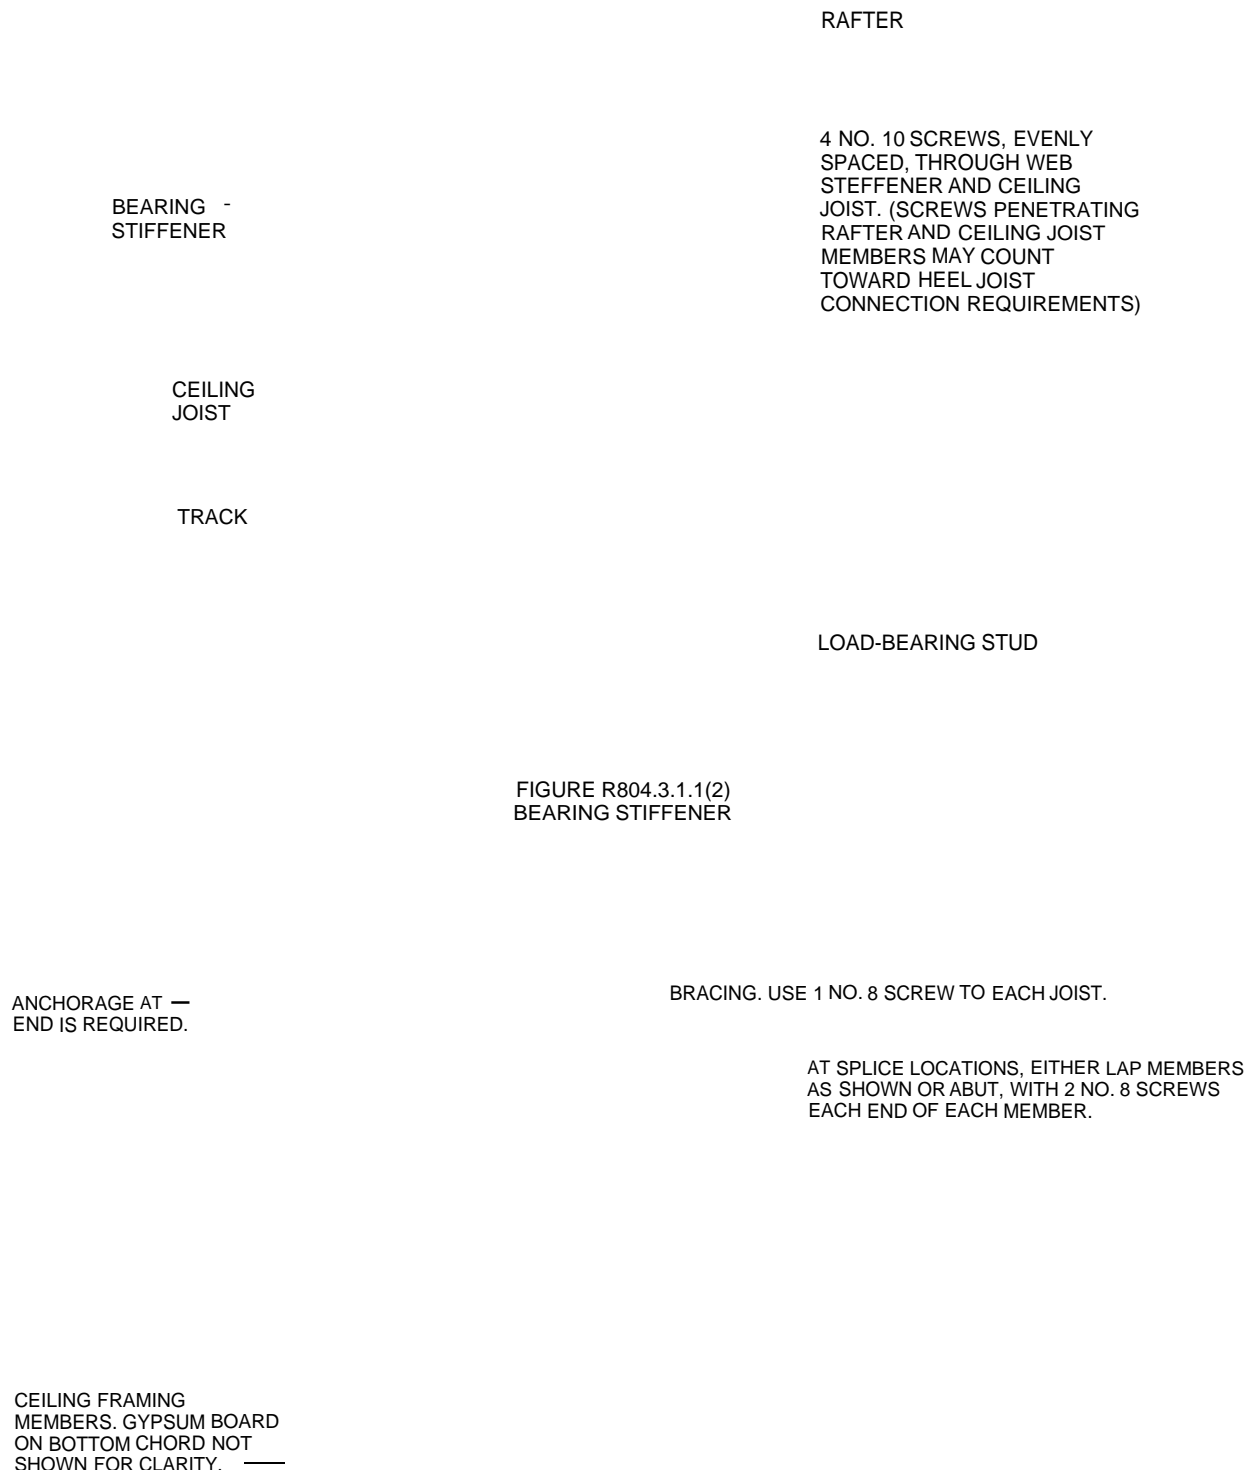 RAFTER
4 NO. 10 SCREWS, EVENLY
SPACED, THROUGH WEB
STEFFENER AND CEILING
JOIST. (SCREWS PENETRATING
RAFTER AND CEILING JOIST
MEMBERS MAY COUNT
TOWARD HEEL JOIST
CONNECTION REQUIREMENTS)
BEARING -
STIFFENER
CEILING
JOIST
TRACK
LOAD-BEARING STUD
FIGURE R804.3.1.1(2)
BEARING STIFFENER
ANCHORAGE AT —
END IS REQUIRED.
BRACING. USE 1 NO. 8 SCREW TO EACH JOIST.
AT SPLICE LOCATIONS, EITHER LAP MEMBERS
AS SHOWN OR ABUT, WITH 2 NO. 8 SCREWS
EACH END OF EACH MEMBER.
CEILING FRAMING
MEMBERS. GYPSUM BOARD
ON BOTTOM CHORD NOT
SHOWN FOR CLARITY. —